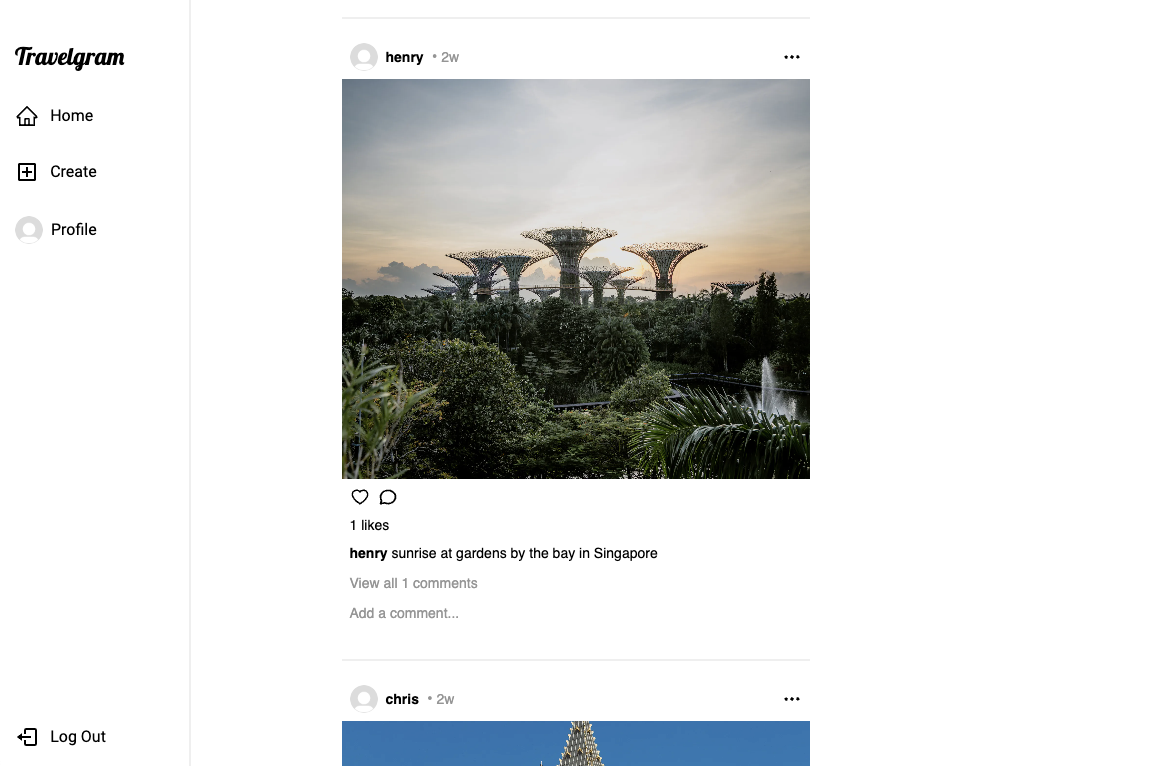 Travelgram
Home
Create
Profile
Log Out
henry • 2w
1 likes
henry sunrise at gardens by the bay in Singapore
View all 1 comments
Add a comment...
chris • 2w